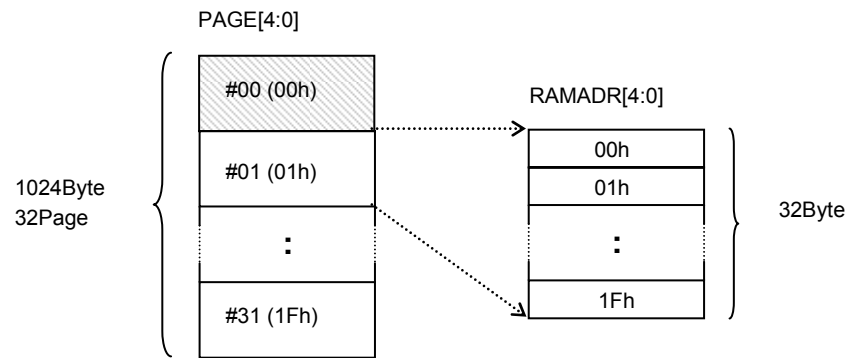 PAGE[4:0]
#00 (00h)
#01 (01h)
:
#31 (1Fh)
1024Byte
32Page
RAMADR[4:0]
00h
01h
:
1Fh
32Byte